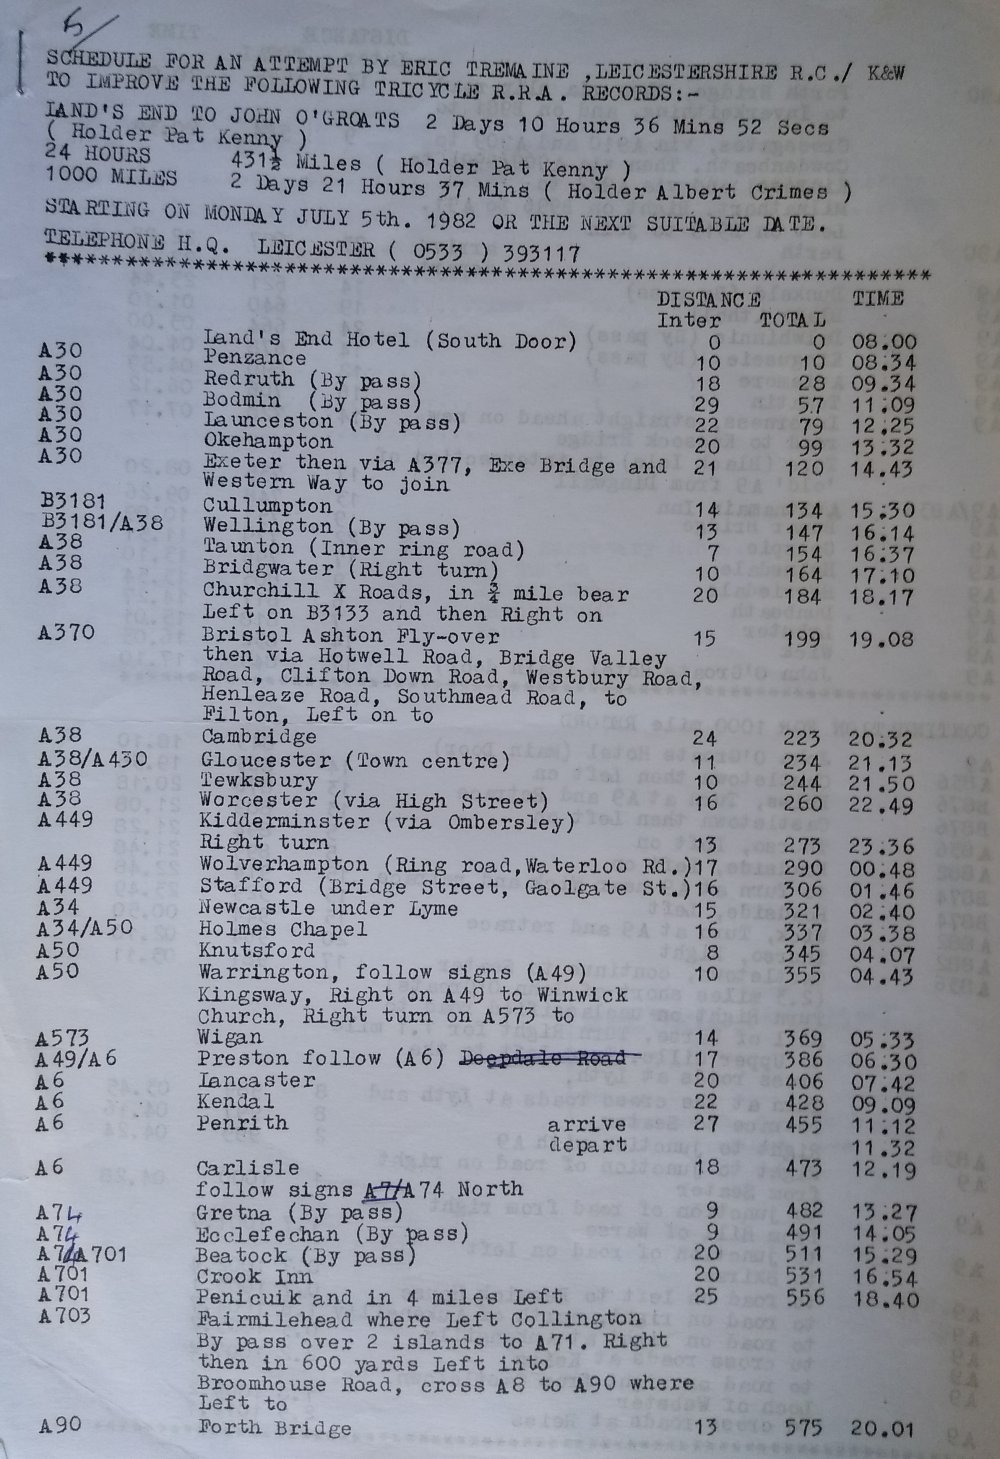 5/
SCHEDULE FOR AN ATTEMPT BY ERIC TREMAINE ,LEICESTERSHIRE R.C./ K&W
TO IMPROVE THE FOLLOWING TRICYCLE R.R.A. RECORDS:-
LAND'S END TO JOHN O'GROATS 2 Days 10 Hours 36 Mins 52 Secs
( Holder Pat Kenny )
24 HOURS 431½ Miles ( Holder Pat Kenny )
1000 MILES 2 Days 21 Hours 37 Mins ( Holder Albert Crimes )
STARTING ON MONDAY JULY 5th. 1982 OR THE NEXT SUITABLE DATE.
TELEPHONE H.Q. LEICESTER ( 0533 ) 393117
********************************************************************
DISTANCE TIME
Inter TOTAL
Land's End Hotel (South Door) 0 0 08.00
A30 Penzance 10 10 08.34
A30 Redruth (By pass) 18 28 09.34
A30 Bodmin (By pass) 29 57 11.09
A30 Launceston (By pass) 22 79 12.25
A30 Okehampton 20 99 13.32
A30 Exeter then via A377, Exe Bridge and 21 120 14.43
Western Way to join
B3181 Cullumpton 14 134 15.30
B3181/A38 Wellington (By pass) 13 147 16.14
A38 Taunton (Inner ring road) 7 154 16.37
A38 Bridgwater (Right turn) 10 164 17.10
A38 Churchill X Roads, in ¾ mile bear 20 184 18.17
Left on B3133 and then Right on
A370 Bristol Ashton Fly-over 15 199 19.08
then via Hotwell Road, Bridge Valley
Road, Clifton Down Road, Westbury Road,
Henleaze Road, Southmead Road, to
Filton, Left on to
A38 Cambridge 24 223 20.32
A38/A430 Gloucester (Town centre) 11 234 21.13
A38 Tewksbury 10 244 21.50
A38 Worcester (via High Street) 16 260 22.49
A449 Kidderminster (via Ombersley)
Right turn 13 273 23.36
A449 Wolverhampton (Ring road,Waterloo Rd.)17 290 00.48
A449 Stafford (Bridge Street, Gaolgate St.)16 306 01.46
A34 Newcastle under Lyme 15 321 02.40
A34/A50 Holmes Chapel 16 337 03.38
A50 Knutsford 8 345 04.07
A50 Warrington, follow signs (A49) 10 355 04.43
Kingsway, Right on A49 to Winwick
Church, Right turn on A573 to
A573 Wigan 14 369 05.33
A49/A6 Preston follow (A6) Deepdale Road 17 386 06.30
A6 Lancaster 20 406 07.42
A6 Kendal 22 428 09.09
A6 Penrith arrive 27 455 11.12
depart 11.32
A6 Carlisle 18 473 12.19
follow signs A7/A74 North
A74 Gretna (By pass) 9 482 13.27
A74 Ecclefechan (By pass) 9 491 14.05
A74/A701 Beatock (By pass) 20 511 15.29
A701 Crook Inn 20 531 16.54
A701 Penicuik and in 4 miles Left 25 556 18.40
A703 Fairmilehead where Left Collington
By pass over 2 islands to A71. Right
then in 600 yards Left into
Broomhouse Road, cross A8 to A90 where
Left to
A90 Forth Bridge 13 575 20.01